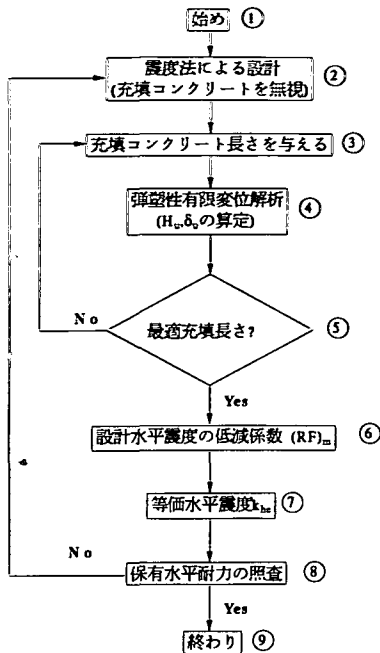 始め ①
震度法による設計 ②
(充填コンクリートを無視)
充填コンクリート長さを与える ③
弾塑性有限変位解析 ④
(Hu,δuの算定)
No
最適充填長さ? ⑤
Yes
設計水平震度の低減係数 (RF)m ⑥
等価水平震度khe ⑦
No
保有水平耐力の照査 ⑧
Yes
終わり ⑨